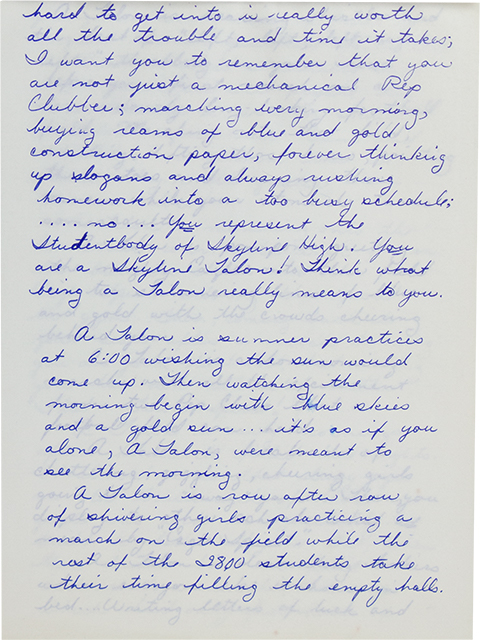 hard to get into is really worth
all the trouble and time it takes;
I want you to remember that you
are not just a mechanical Pep
Clubber; marching every morning,
buying reams of blue and gold
construction paper, forever thinking
up slogans and always rushing
homework into a too busy schedule;
.... no ... You represent the
Studentbody of Skyline High. You
are a Skyline Talon! Think what
being a Talon really means to you.
A Talon is summer practices
at 6:00 wishing the sun would
come up. Then watching the
morning begin with blue skies
and a gold sun ... it's as if you
alone, A Talon, were meant to
see the morning.
A Talon is row after row
of shivering girls practicing a
march on the field while the
rest of the 2800 students take
their time filling the empty halls.